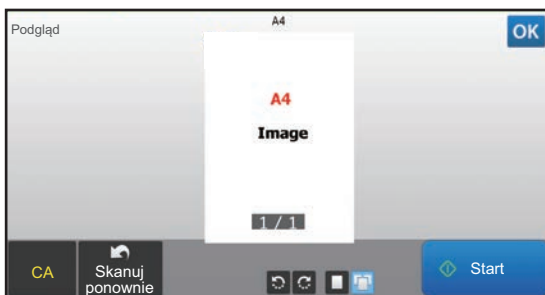 Podgląd
A4
OK
A4
Image
1 / 1
CA
Skanuj
ponownie
Start